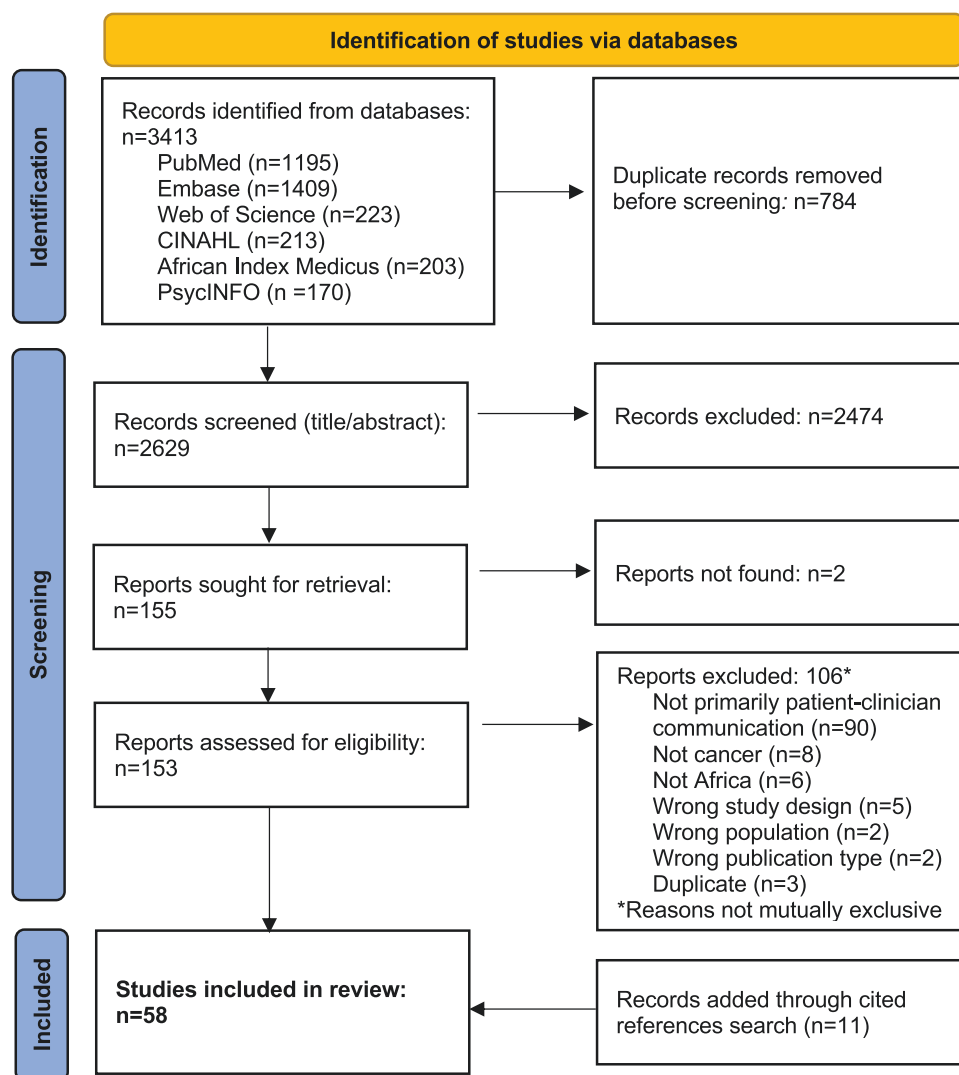 Identification of studies via databases
Identification
Records identified from databases:
n=3413
PubMed (n=1195)
Embase (n=1409)
Web of Science (n=223)
CINAHL (n=213)
African Index Medicus (n=203)
PsycINFO (n =170)
Duplicate records removed
before screening: n=784
Screening
Records screened (title/abstract):
n=2629
Records excluded: n=2474
Reports sought for retrieval:
n=155
Reports not found: n=2
Reports assessed for eligibility:
n=153
Reports excluded: 106*
Not primarily patient-clinician
communication (n=90)
Not cancer (n=8)
Not Africa (n=6)
Wrong study design (n=5)
Wrong population (n=2)
Wrong publication type (n=2)
Duplicate (n=3)
*Reasons not mutually exclusive
Included
Studies included in review:
n=58
Records added through cited
references search (n=11)